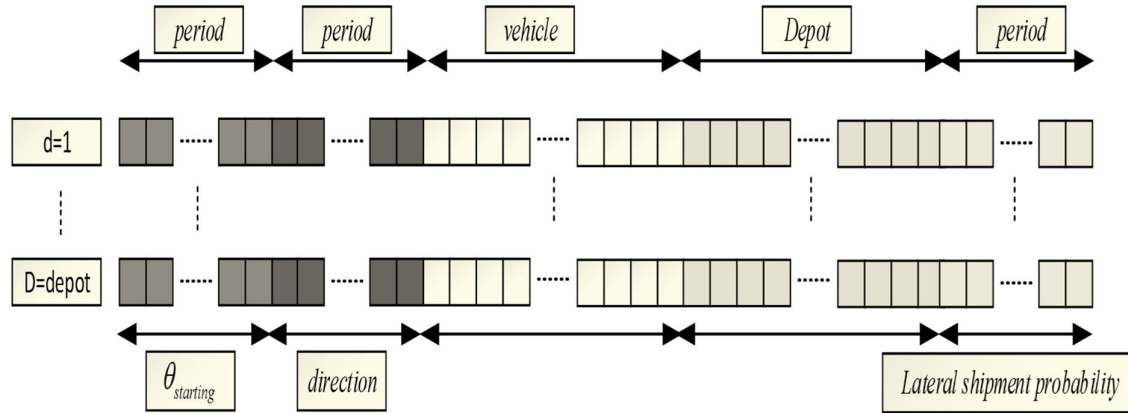 period period vehicle Depot period
d=1
D=depot
θstarting direction Lateral shipment probability